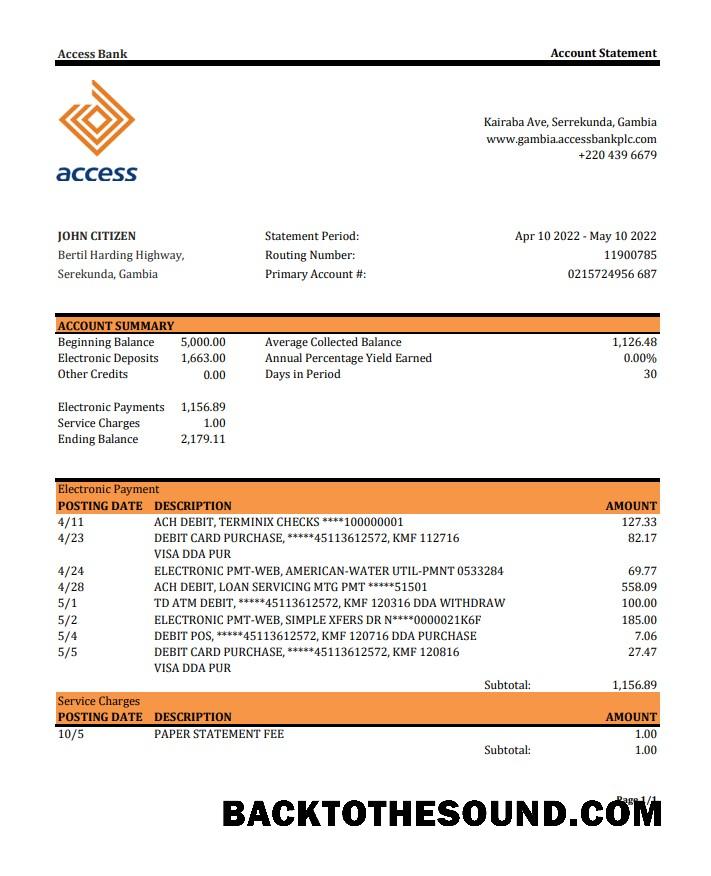 Access Bank Account Statement
access
Kairaba Ave, Serrekunda, Gambia
www.gambia.accessbankplc.com
+220 439 6679
JOHN CITIZEN Statement Period: Apr 10 2022 - May 10 2022
Bertil Harding Highway, Routing Number: 11900785
Serekunda, Gambia Primary Account #: 0215724956 687
ACCOUNT SUMMARY
Beginning Balance 5,000.00 Average Collected Balance 1,126.48
Electronic Deposits 1,663.00 Annual Percentage Yield Earned 0.00%
Other Credits 0.00 Days in Period 30
Electronic Payments 1,156.89
Service Charges 1.00
Ending Balance 2,179.11
Electronic Payment
POSTING DATE DESCRIPTION AMOUNT
4/11 ACH DEBIT, TERMINIX CHECKS ****100000001 127.33
4/23 DEBIT CARD PURCHASE, *****45113612572, KMF 112716 82.17
VISA DDA PUR
4/24 ELECTRONIC PMT-WEB, AMERICAN-WATER UTIL-PMNT 0533284 69.77
4/28 ACH DEBIT, LOAN SERVICING MTG PMT *****51501 558.09
5/1 TD ATM DEBIT, *****45113612572, KMF 120316 DDA WITHDRAW 100.00
5/2 ELECTRONIC PMT-WEB, SIMPLE XFERS DR N****0000021K6F 185.00
5/4 DEBIT POS, *****45113612572, KMF 120716 DDA PURCHASE 7.06
5/5 DEBIT CARD PURCHASE, *****45113612572, KMF 120816 27.47
VISA DDA PUR
Subtotal: 1,156.89
Service Charges
POSTING DATE DESCRIPTION AMOUNT
10/5 PAPER STATEMENT FEE 1.00
Subtotal: 1.00
Page 1/1
BACKTOTHESOUND.COM